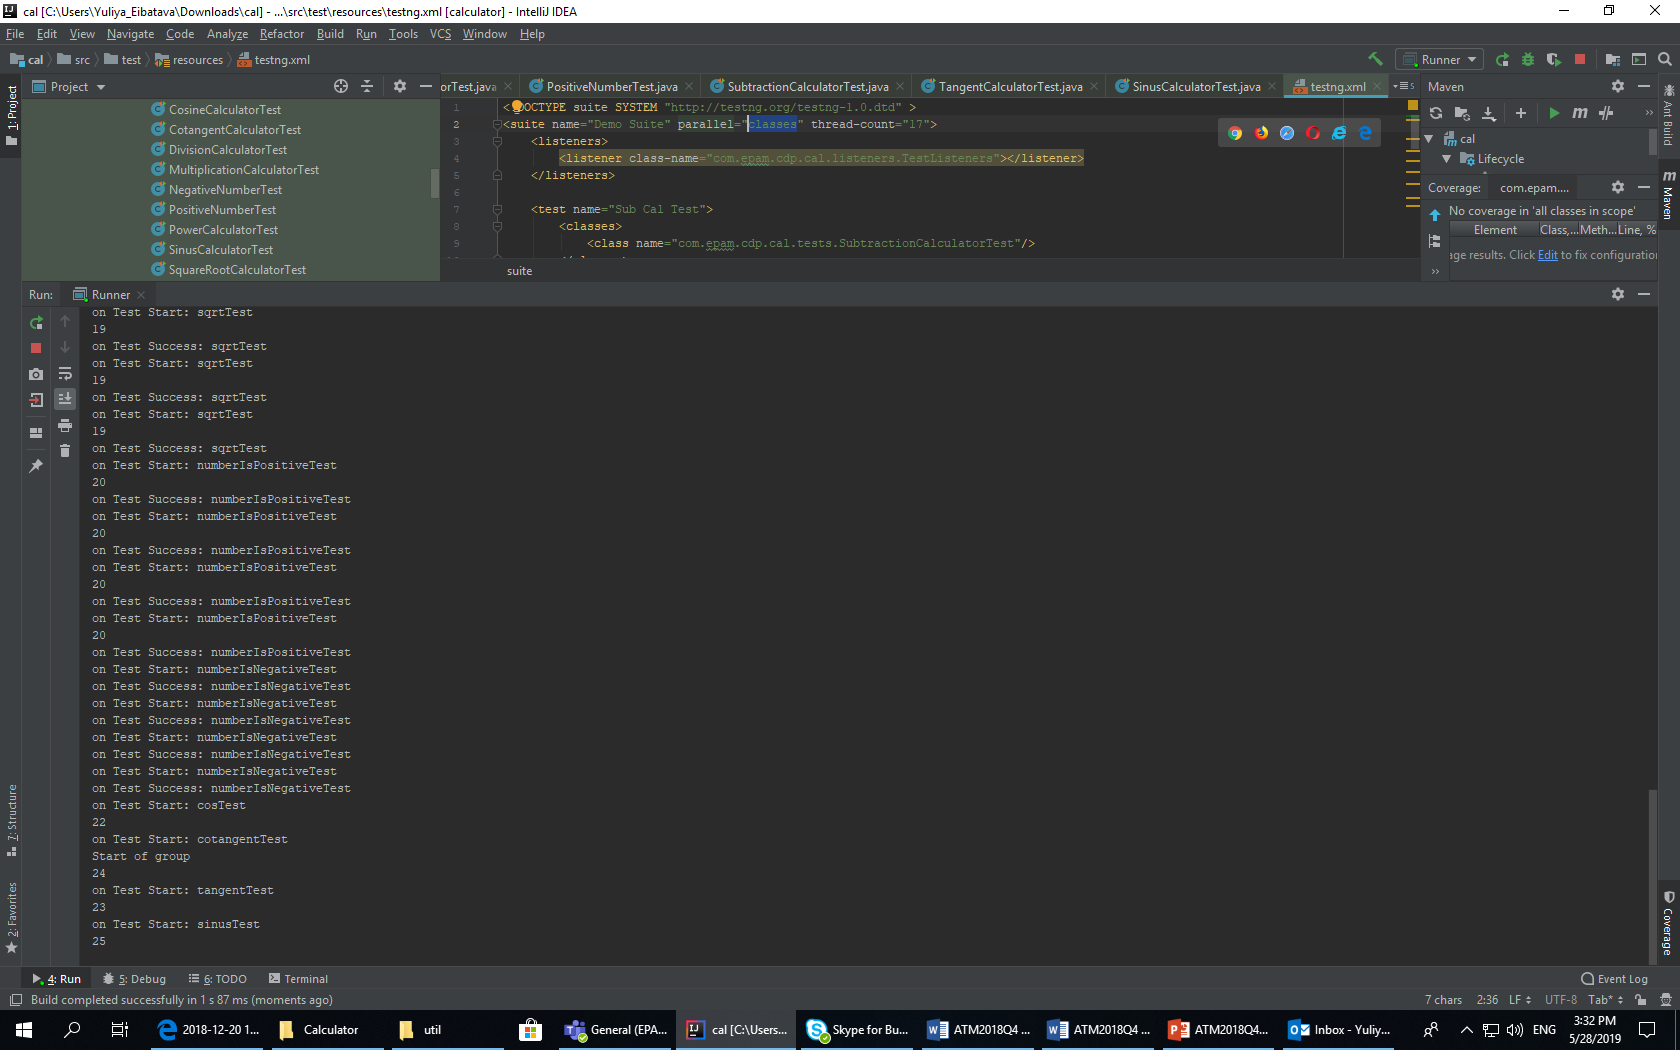 cal [C:\Users\Yuliya_Eibatava\Downloads\cal] - ...\src\test\resources\testng.xml [calculator] - IntelliJ IDEA
File Edit View Navigate Code Analyze Refactor Build Run Tools VCS Window Help
cal src test resources testng.xml Runner
Project orTest.java PositiveNumberTest.java SubtractionCalculatorTest.java TangentCalculatorTest.java SinusCalculatorTest.java testng.xml 5 Maven
CosineCalculatorTest
CotangentCalculatorTest
DivisionCalculatorTest
MultiplicationCalculatorTest
NegativeNumberTest
PositiveNumberTest
PowerCalculatorTest
SinusCalculatorTest
SquareRootCalculatorTest
1 <!DOCTYPE suite SYSTEM "http://testng.org/testng-1.0.dtd" >
2 <suite name="Demo Suite" parallel="classes" thread-count="17">
3 <listeners>
4 <listener class-name="com.epam.cdp.cal.listeners.TestListeners"></listener>
5 </listeners>
6
7 <test name="Sub Cal Test">
8 <classes>
9 <class name="com.epam.cdp.cal.tests.SubtractionCalculatorTest"/>
suite
cal
Lifecycle
Coverage: com.epam....
No coverage in 'all classes in scope'
Element Class,... Meth... Line, %
age results. Click Edit to fix configuration
1: Project
Ant Build
Maven
Coverage
7: Structure
2: Favorites
Run: Runner
on Test Start: sqrtTest
19
on Test Success: sqrtTest
on Test Start: sqrtTest
19
on Test Success: sqrtTest
on Test Start: sqrtTest
19
on Test Success: sqrtTest
on Test Start: numberIsPositiveTest
20
on Test Success: numberIsPositiveTest
on Test Start: numberIsPositiveTest
20
on Test Success: numberIsPositiveTest
on Test Start: numberIsPositiveTest
20
on Test Success: numberIsPositiveTest
on Test Start: numberIsPositiveTest
20
on Test Success: numberIsPositiveTest
on Test Start: numberIsNegativeTest
on Test Success: numberIsNegativeTest
on Test Start: numberIsNegativeTest
on Test Success: numberIsNegativeTest
on Test Start: numberIsNegativeTest
on Test Success: numberIsNegativeTest
on Test Start: numberIsNegativeTest
on Test Success: numberIsNegativeTest
on Test Start: cosTest
22
on Test Start: cotangentTest
Start of group
24
on Test Start: tangentTest
23
on Test Start: sinusTest
25
4: Run 5: Debug 6: TODO Terminal Event Log
Build completed successfully in 1 s 87 ms (moments ago) 7 chars 2:36 LF UTF-8 Tab*
2018-12-20 1... Calculator util General (EPA... cal [C:\Users... Skype for Bu... ATM2018Q4 ... ATM2018Q4 ... ATM2018Q4... Inbox - Yuliy... ENG
3:32 PM
5/28/2019